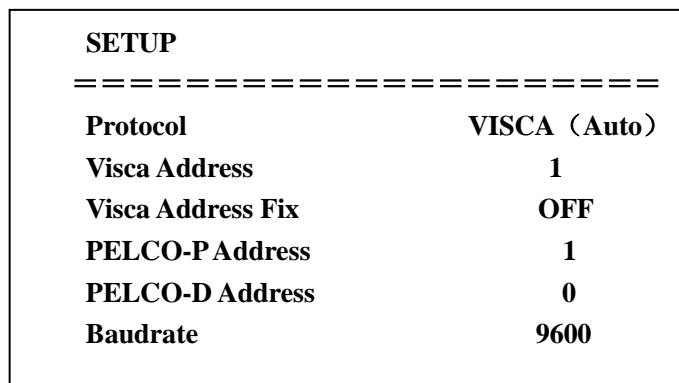 SETUP
=====================
Protocol VISCA（Auto）
Visca Address 1
Visca Address Fix OFF
PELCO-P Address 1
PELCO-D Address 0
Baudrate 9600